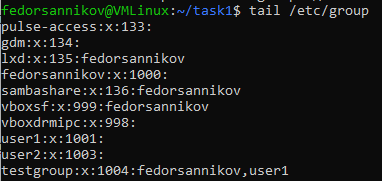 fedorsannikov@VMLinux:~/task1$ tail /etc/group
pulse-access:x:133:
gdm:x:134:
lxd:x:135:fedorsannikov
fedorsannikov:x:1000:
sambashare:x:136:fedorsannikov
vboxsf:x:999:fedorsannikov
vboxdrmipc:x:998:
user1:x:1001:
user2:x:1003:
testgroup:x:1004:fedorsannikov,user1